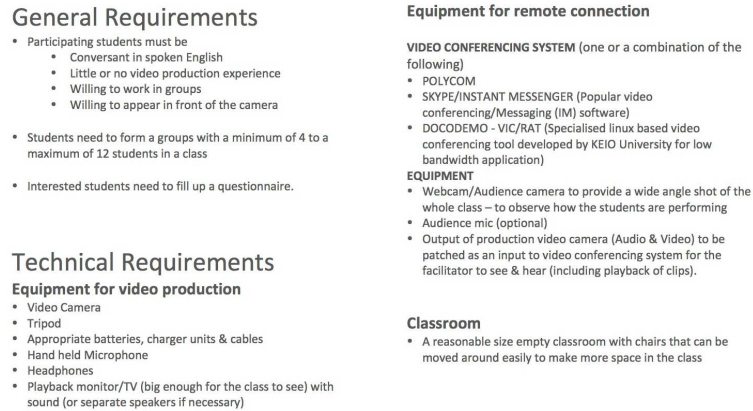 General Requirements
• Participating students must be
• Conversant in spoken English
• Little or no video production experience
• Willing to work in groups
• Willing to appear in front of the camera
• Students need to form a groups with a minimum of 4 to a
maximum of 12 students in a class
• Interested students need to fill up a questionnaire.
Technical Requirements
Equipment for video production
• Video Camera
• Tripod
• Appropriate batteries, charger units & cables
• Hand held Microphone
• Headphones
• Playback monitor/TV (big enough for the class to see) with
sound (or separate speakers if necessary)
Equipment for remote connection
VIDEO CONFERENCING SYSTEM (one or a combination of the
following)
• POLYCOM
• SKYPE/INSTANT MESSENGER (Popular video
conferencing/Messaging (IM) software)
• DOCODEMO - VIC/RAT (Specialised linux based video
conferencing tool developed by KEIO University for low
bandwidth application)
EQUIPMENT
• Webcam/Audience camera to provide a wide angle shot of the
whole class – to observe how the students are performing
• Audience mic (optional)
• Output of production video camera (Audio & Video) to be
patched as an input to video conferencing system for the
facilitator to see & hear (including playback of clips).
Classroom
• A reasonable size empty classroom with chairs that can be
moved around easily to make more space in the class